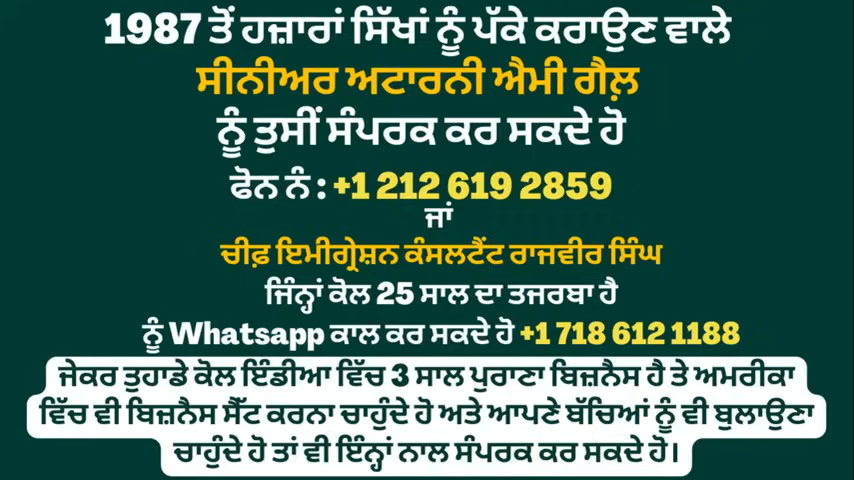 1987 ਤੋਂ ਹਜ਼ਾਰਾਂ ਸਿੱਖਾਂ ਨੂੰ ਪੱਕੇ ਕਰਾਉਣ ਵਾਲੇ
ਸੀਨੀਅਰ ਅਟਾਰਨੀ ਐਮੀ ਗੈਲ਼
ਨੂੰ ਤੁਸੀਂ ਸੰਪਰਕ ਕਰ ਸਕਦੇ ਹੋ
ਫੋਨ ਨੰ : +1 212 619 2859
ਜਾਂ
ਚੀਫ਼ ਇਮੀਗ੍ਰੇਸ਼ਨ ਕੰਸਲਟੈਂਟ ਰਾਜਵੀਰ ਸਿੰਘ
ਜਿੰਨ੍ਹਾਂ ਕੋਲ 25 ਸਾਲ ਦਾ ਤਜਰਬਾ ਹੈ
ਨੂੰ Whatsapp ਕਾਲ ਕਰ ਸਕਦੇ ਹੋ +1 718 612 1188
ਜੇਕਰ ਤੁਹਾਡੇ ਕੋਲ ਇੰਡੀਆ ਵਿੱਚ 3 ਸਾਲ ਪੁਰਾਣਾ ਬਿਜ਼ਨੈਸ ਹੈ ਤੇ ਅਮਰੀਕਾ
ਵਿੱਚ ਵੀ ਬਿਜ਼ਨੈਸ ਸੈੱਟ ਕਰਨਾ ਚਾਹੁੰਦੇ ਹੋ ਅਤੇ ਆਪਣੇ ਬੱਚਿਆਂ ਨੂੰ ਵੀ ਬੁਲਾਉਣਾ
ਚਾਹੁੰਦੇ ਹੋ ਤਾਂ ਵੀ ਇੰਨ੍ਹਾਂ ਨਾਲ ਸੰਪਰਕ ਕਰ ਸਕਦੇ ਹੋ।